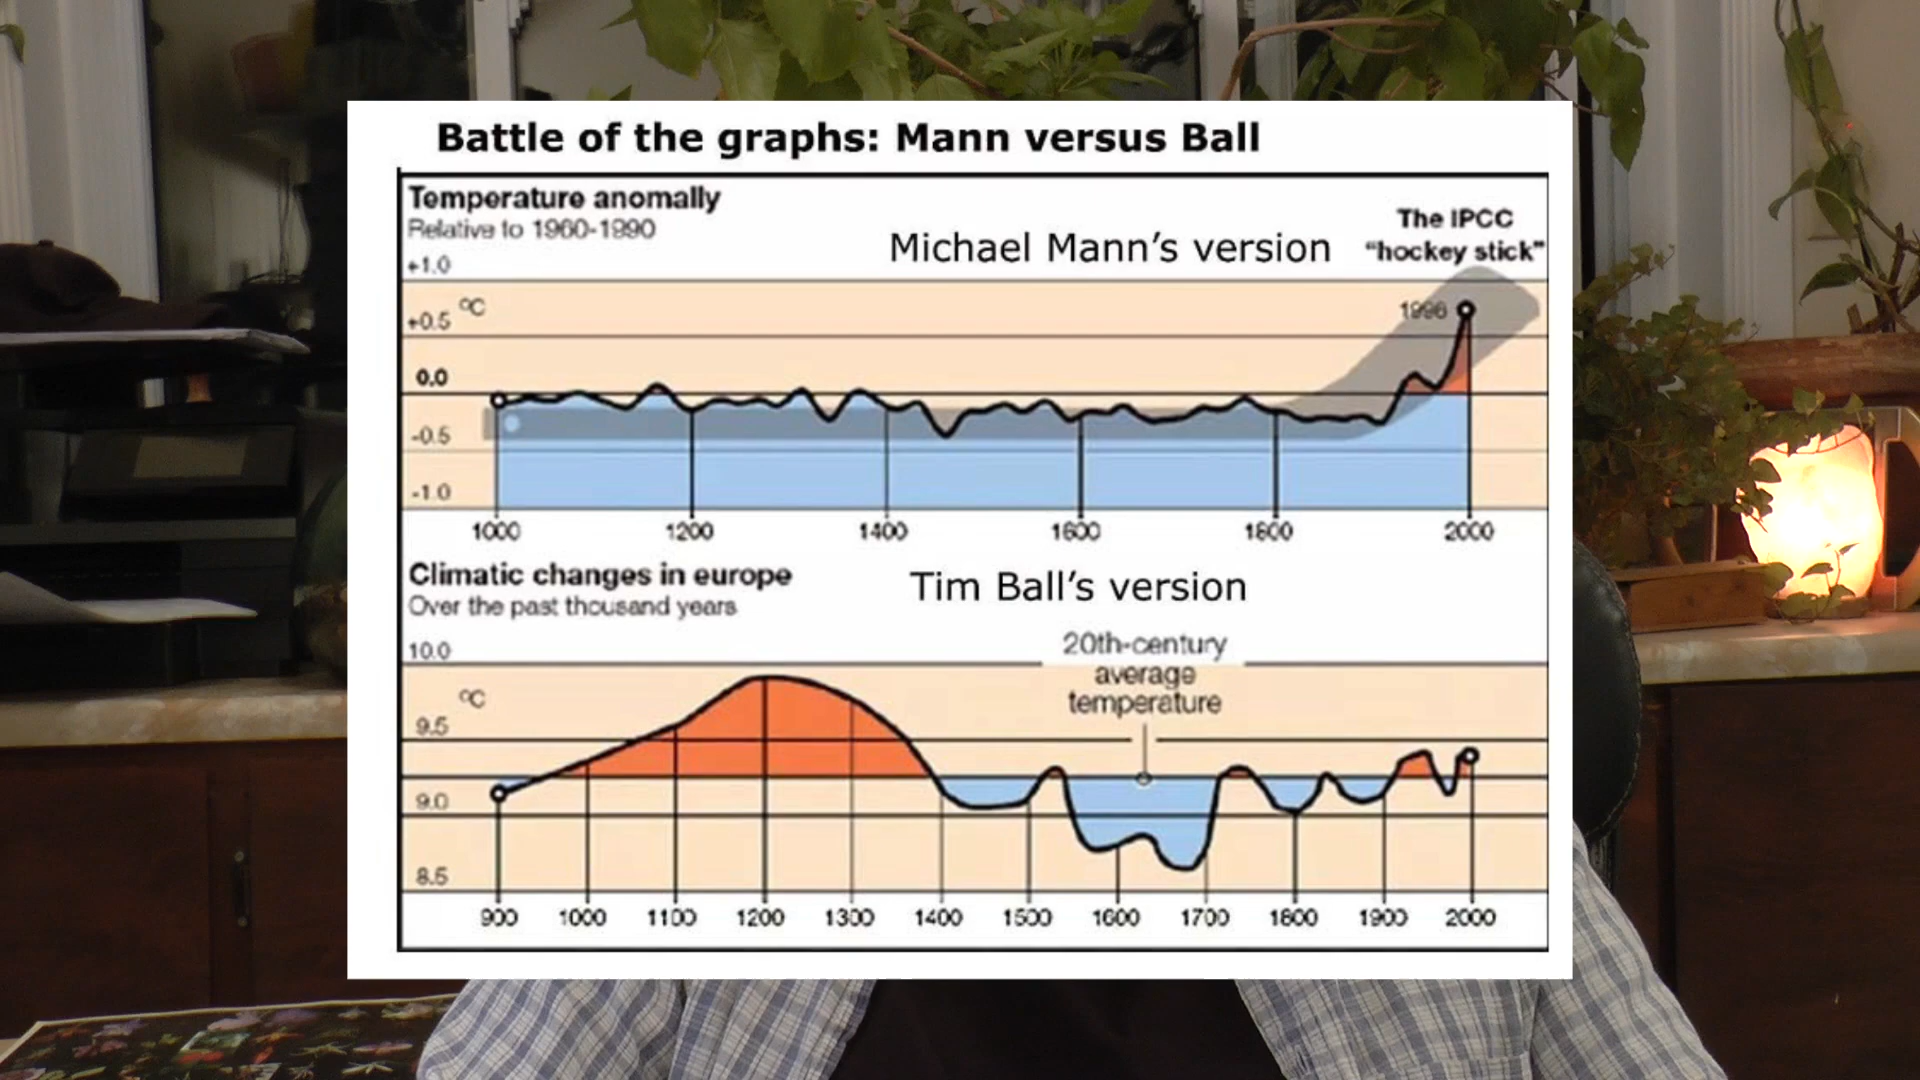 Battle of the graphs: Mann versus Ball
Temperature anomally
Relative to 1960-1990
Michael Mann's version
The IPCC
"hockey stick"
+1.0
°C
+0.5
1998
0.0
-0.5
-1.0
1000 1200 1400 1600 1800 2000
Climatic changes in europe
Over the past thousand years
Tim Ball's version
10.0
20th-century
average
temperature
°C
9.5
9.0
8.5
900 1000 1100 1200 1300 1400 1500 1600 1700 1800 1900 2000